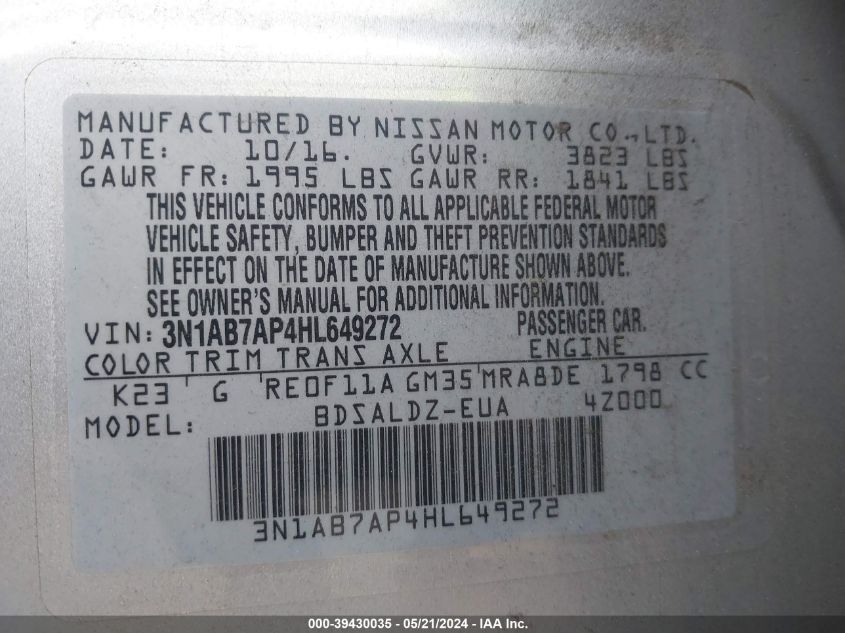 MANUFACTURED BY NISSAN MOTOR CO., LTD.
DATE: 10/16. GVWR: 3823 LBS
GAWR FR: 1995 LBS GAWR RR: 1841 LBS
THIS VEHICLE CONFORMS TO ALL APPLICABLE FEDERAL MOTOR
VEHICLE SAFETY, BUMPER AND THEFT PREVENTION STANDARDS
IN EFFECT ON THE DATE OF MANUFACTURE SHOWN ABOVE.
SEE OWNER'S MANUAL FOR ADDITIONAL INFORMATION.
VIN: 3N1AB7AP4HL649272 PASSENGER CAR.
COLOR TRIM TRANS AXLE ENGINE
K23 G RE0F11A GM35 MRA8DE 1798 CC
MODEL: BDSALDZ-EUA 4Z000
3N1AB7AP4HL649272
000-39430035 — 05/21/2024 — IAAI.com Inc.